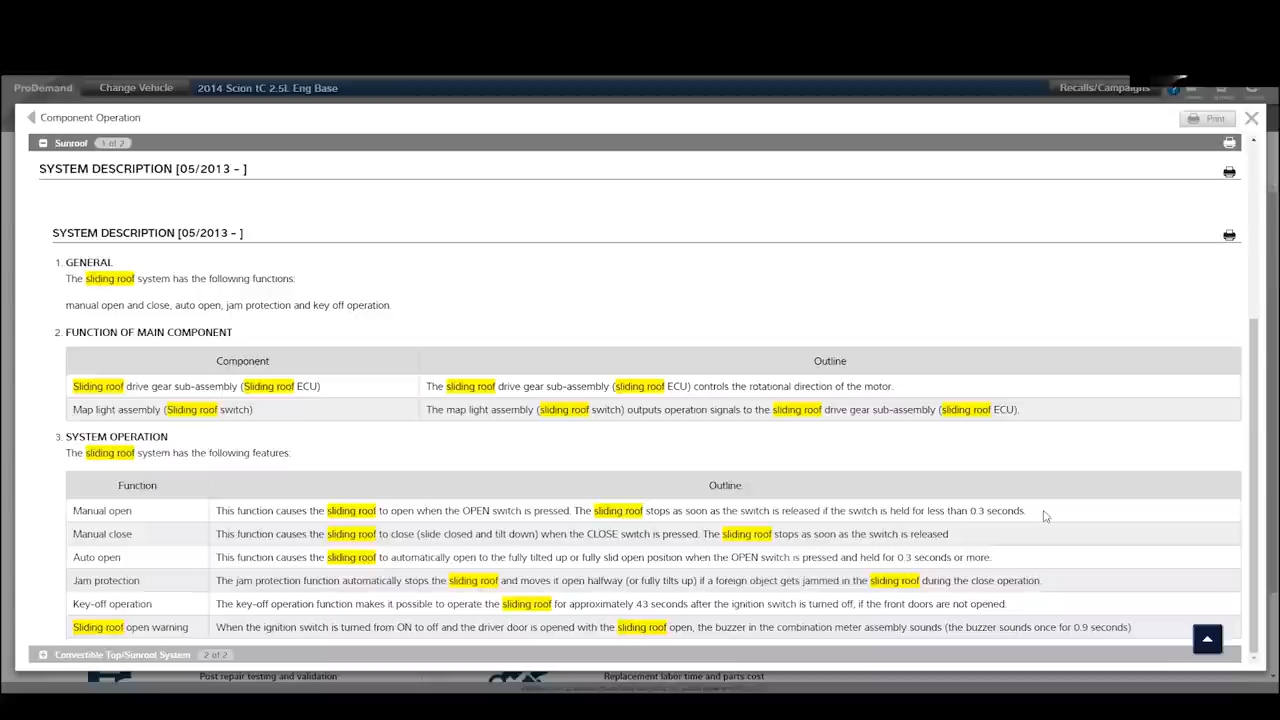 ProDemand Change Vehicle 2014 Scion tC 2.5L Eng Base Recalls/Campaigns
Component Operation Print
Sunroof 1 of 2
SYSTEM DESCRIPTION [05/2013 - ]
SYSTEM DESCRIPTION [05/2013 - ]
1. GENERAL
The sliding roof system has the following functions:
manual open and close, auto open, jam protection and key off operation.
2. FUNCTION OF MAIN COMPONENT
Component Outline
Sliding roof drive gear sub-assembly (Sliding roof ECU) The sliding roof drive gear sub-assembly (sliding roof ECU) controls the rotational direction of the motor.
Map light assembly (Sliding roof switch) The map light assembly (sliding roof switch) outputs operation signals to the sliding roof drive gear sub-assembly (sliding roof ECU).
3. SYSTEM OPERATION
The sliding roof system has the following features:
Function Outline
Manual open This function causes the sliding roof to open when the OPEN switch is pressed. The sliding roof stops as soon as the switch is released if the switch is held for less than 0.3 seconds.
Manual close This function causes the sliding roof to close (slide closed and tilt down) when the CLOSE switch is pressed. The sliding roof stops as soon as the switch is released
Auto open This function causes the sliding roof to automatically open to the fully tilted up or fully slid open position when the OPEN switch is pressed and held for 0.3 seconds or more.
Jam protection The jam protection function automatically stops the sliding roof and moves it open halfway (or fully tilts up) if a foreign object gets jammed in the sliding roof during the close operation.
Key-off operation The key-off operation function makes it possible to operate the sliding roof for approximately 43 seconds after the ignition switch is turned off, if the front doors are not opened.
Sliding roof open warning When the ignition switch is turned from ON to off and the driver door is opened with the sliding roof open, the buzzer in the combination meter assembly sounds (the buzzer sounds once for 0.9 seconds)
Convertible Top/Sunroof System 2 of 2
Post repair testing and validation Replacement labor time and parts cost